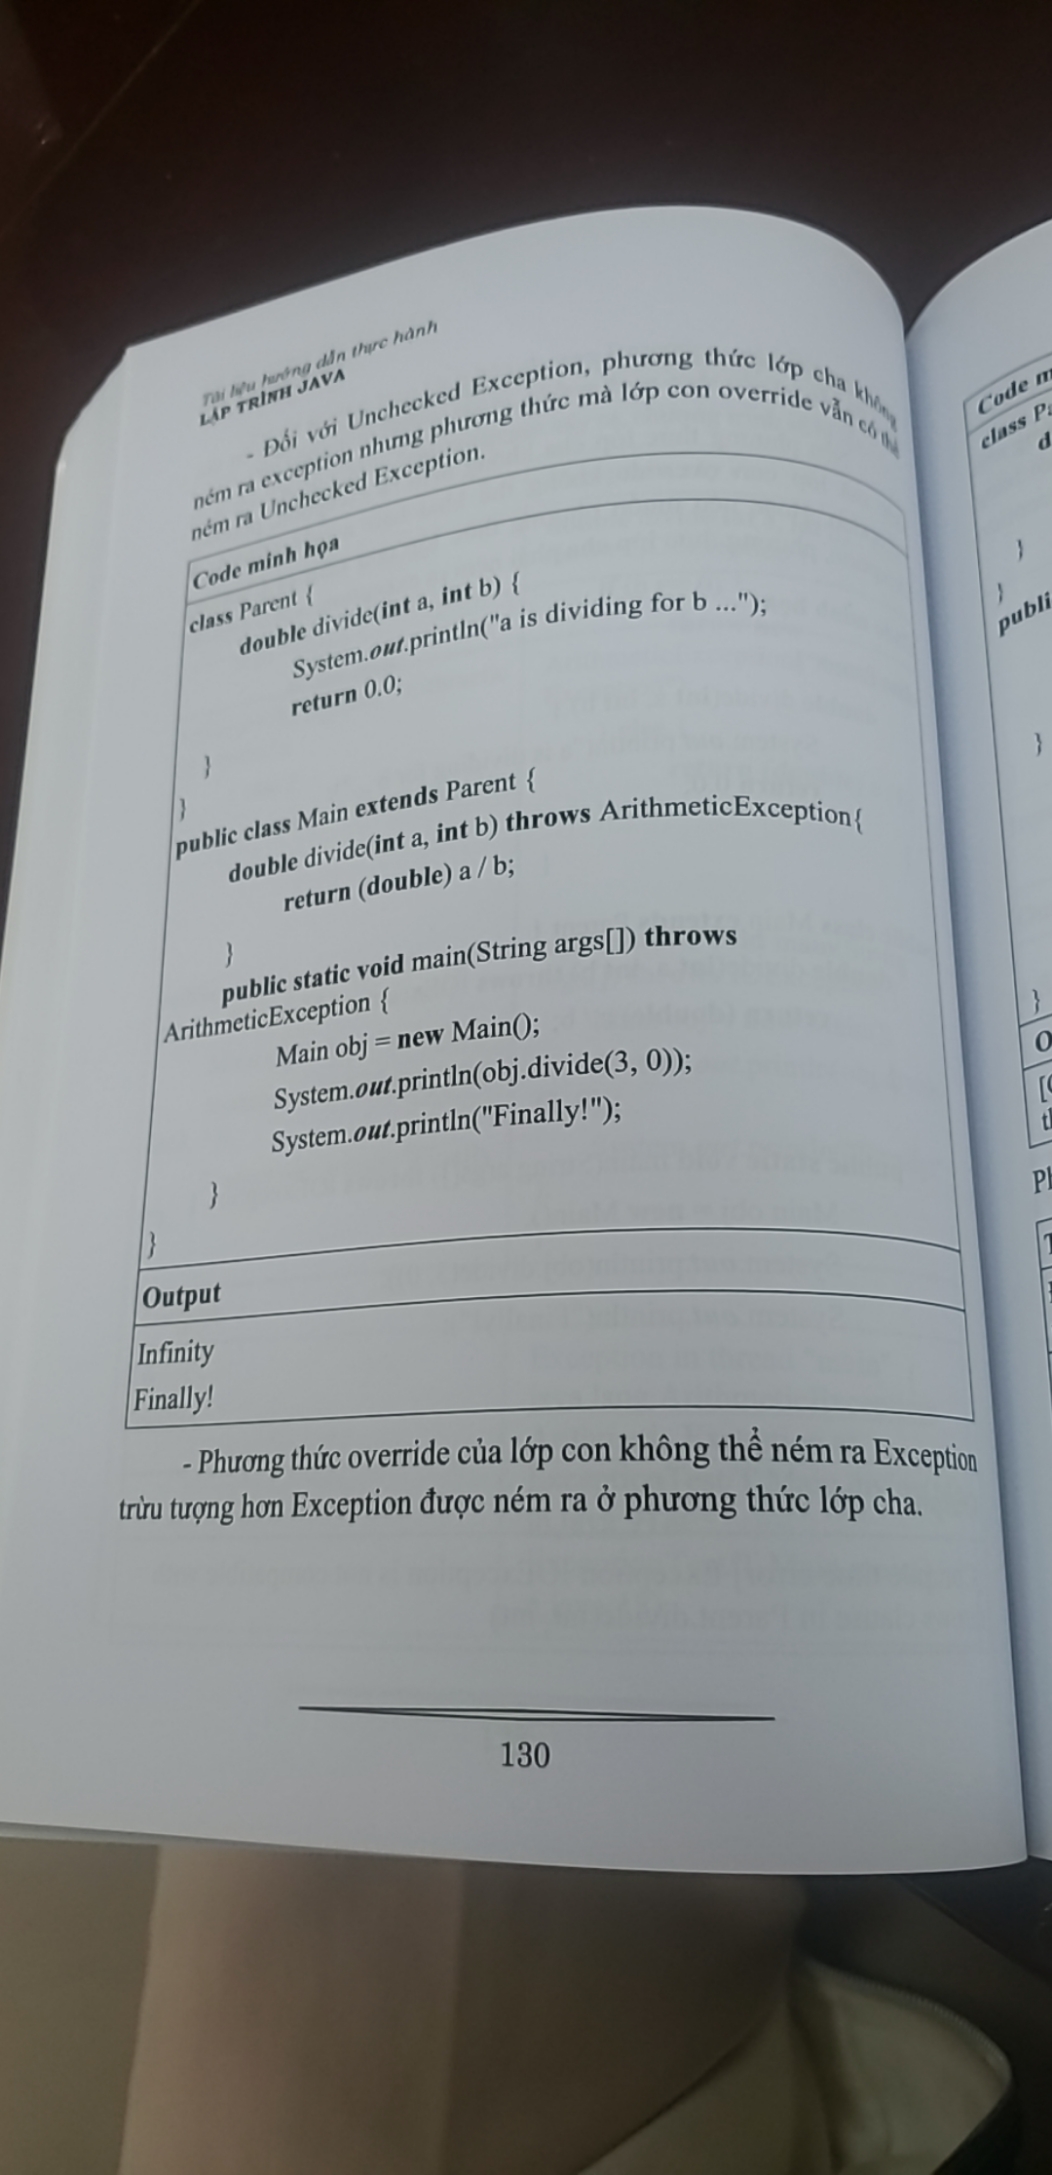 Tài liệu hướng dẫn thực hành
LẬP TRÌNH JAVA
- Đối với Unchecked Exception, phương thức lớp cha không
ném ra exception nhưng phương thức mà lớp con override vẫn có thể
ném ra Unchecked Exception.
Code minh họa
class Parent {
double divide(int a, int b) {
System.out.println("a is dividing for b ...");
return 0.0;
}
}
public class Main extends Parent {
double divide(int a, int b) throws ArithmeticException{
return (double) a / b;
}
public static void main(String args[]) throws
ArithmeticException {
Main obj = new Main();
System.out.println(obj.divide(3, 0));
System.out.println("Finally!");
}
}
Output
Infinity
Finally!
- Phương thức override của lớp con không thể ném ra Exception
trừu tượng hơn Exception được ném ra ở phương thức lớp cha.
130
Code
class
d
}
}
publi
}
}